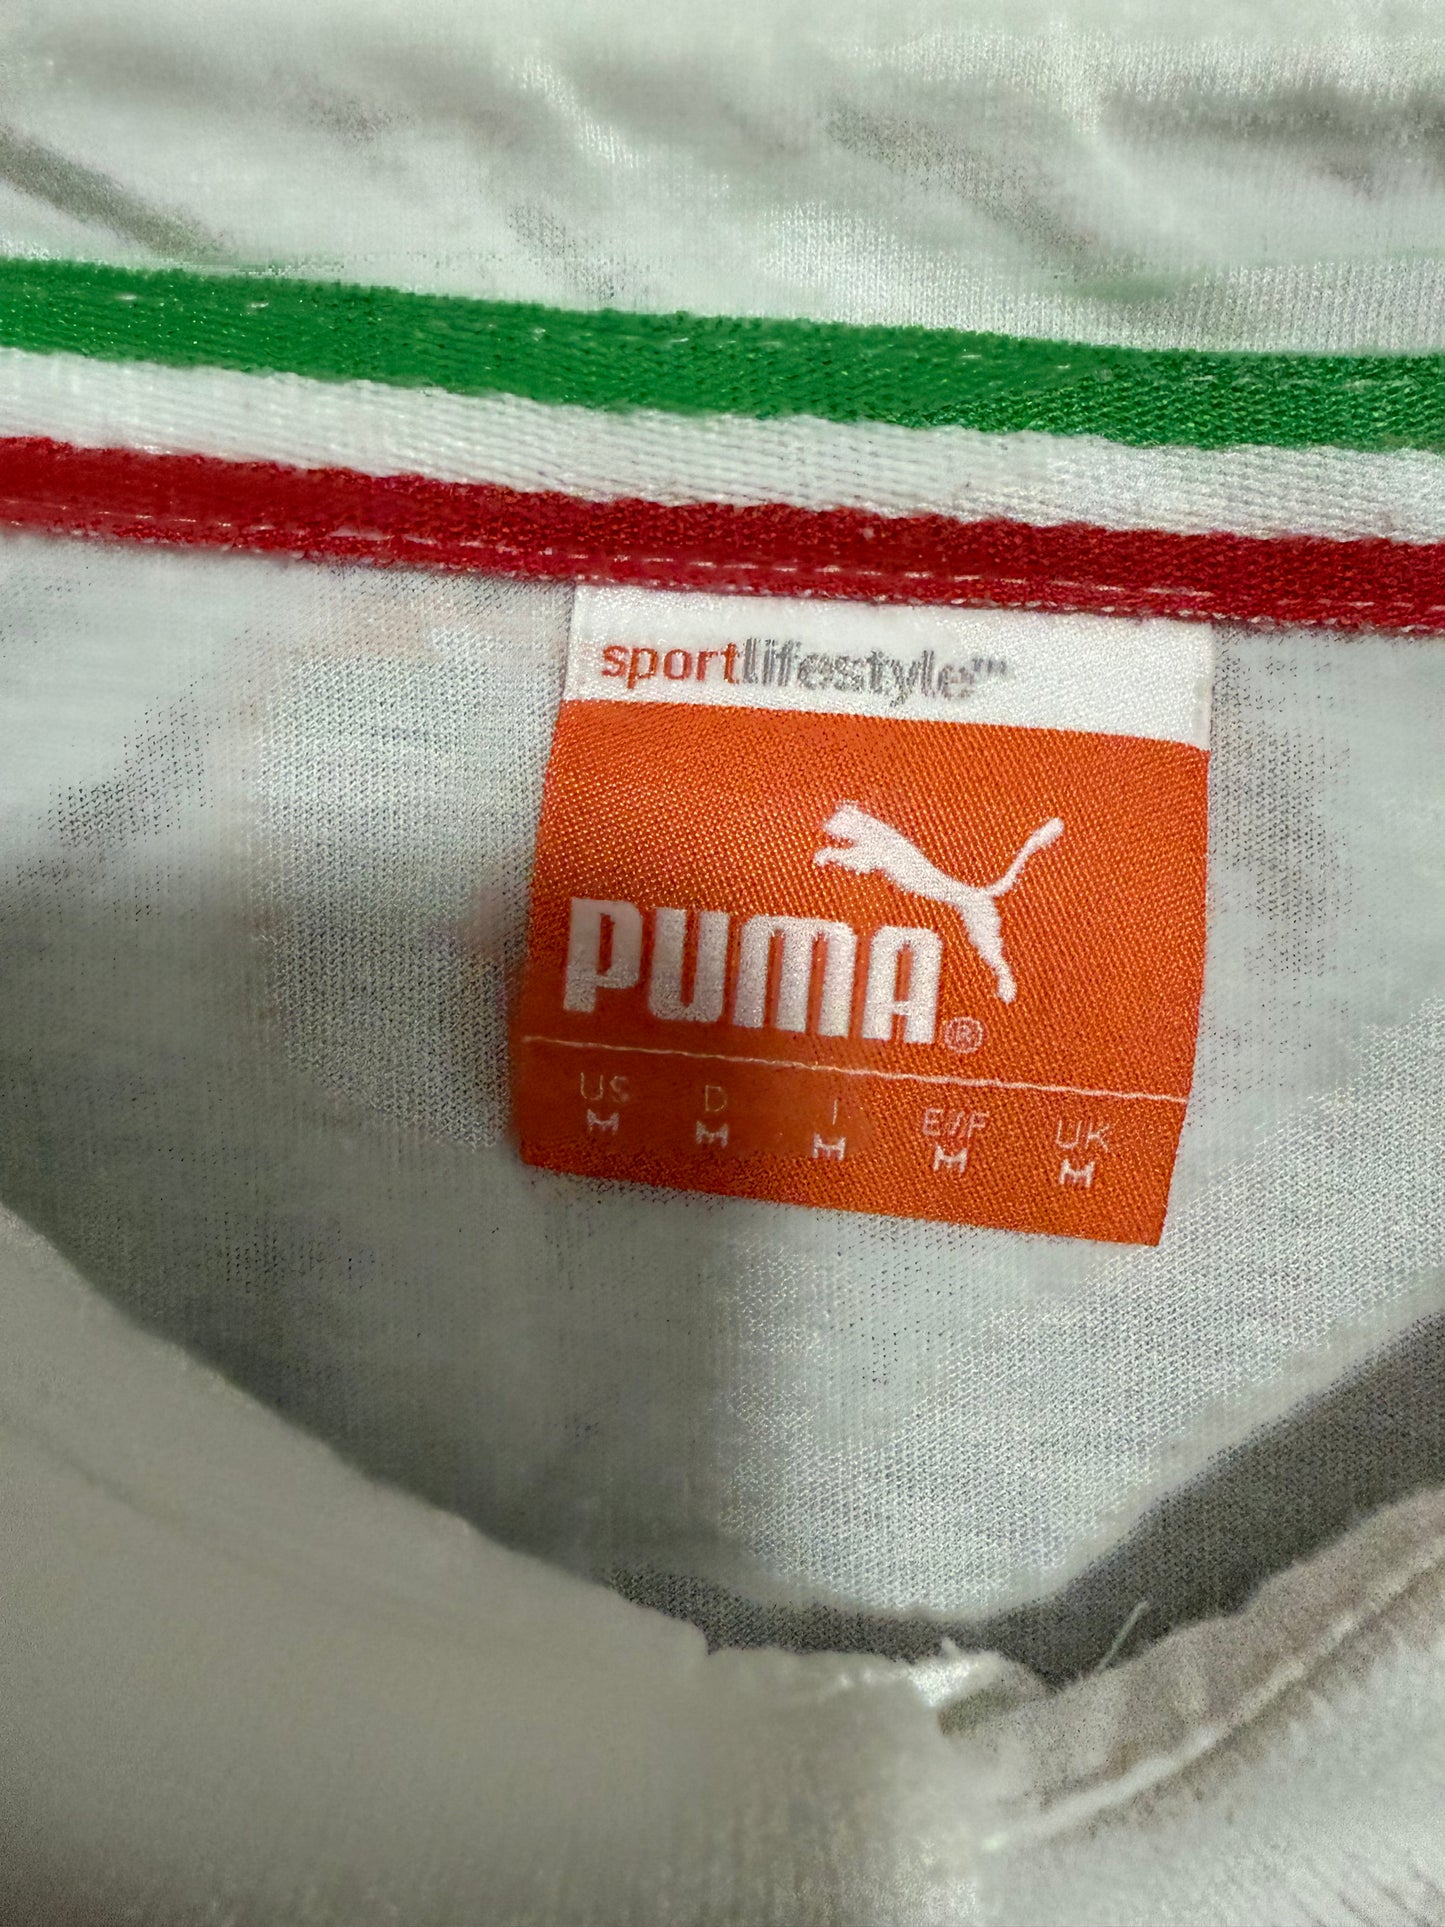 sportlifestyle™
PUMA®
US D I E/F UK
M M M M M